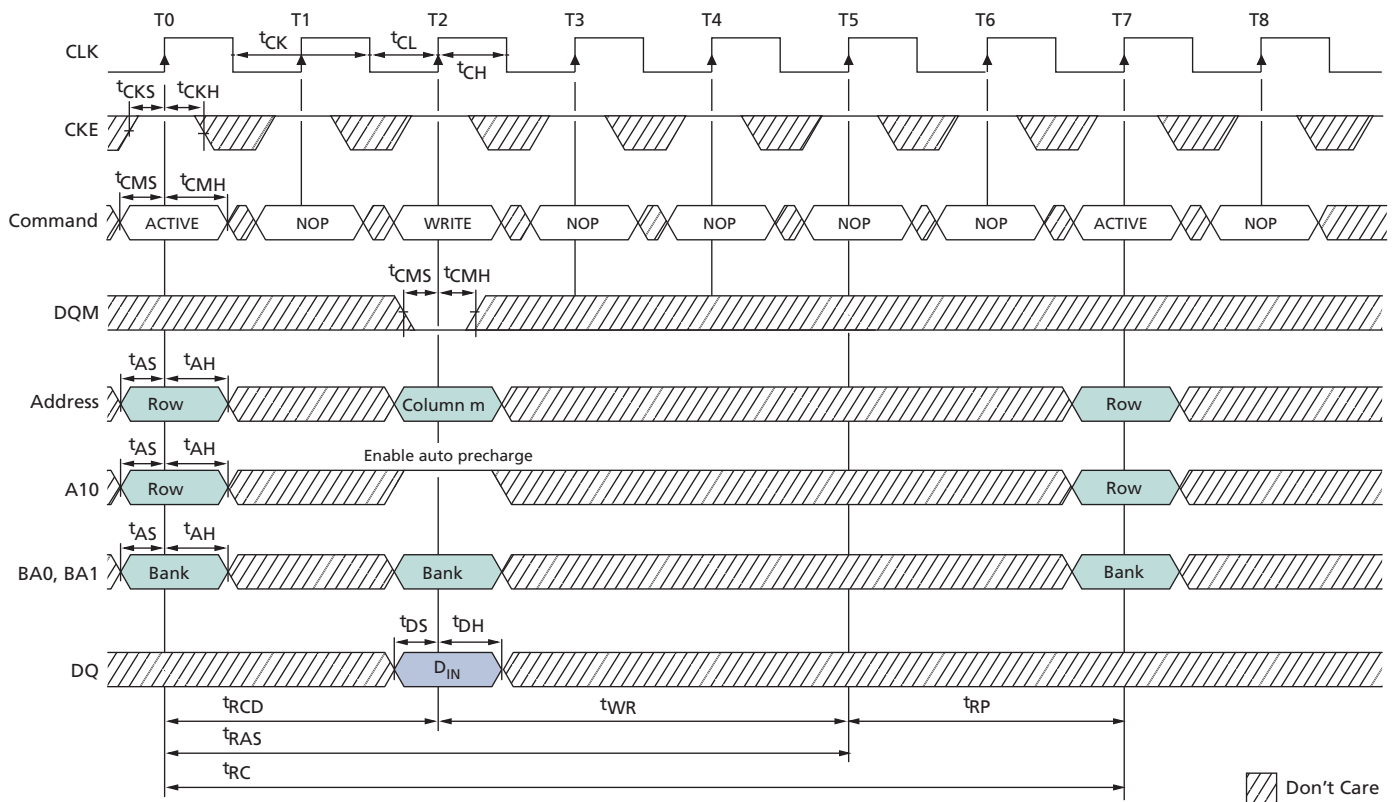 T0 T1 T2 T3 T4 T5 T6 T7 T8
CLK
tCK tCL
tCH
tCKS tCKH
CKE
tCMS tCMH
Command ACTIVE NOP WRITE NOP NOP NOP NOP ACTIVE NOP
tCMS tCMH
DQM
tAS tAH
Address Row Column m Row
tAS tAH
Enable auto precharge
A10 Row Row
tAS tAH
BA0, BA1 Bank Bank Bank
tDS tDH
DQ DIN
tRCD tWR tRP
tRAS
tRC
Don't Care